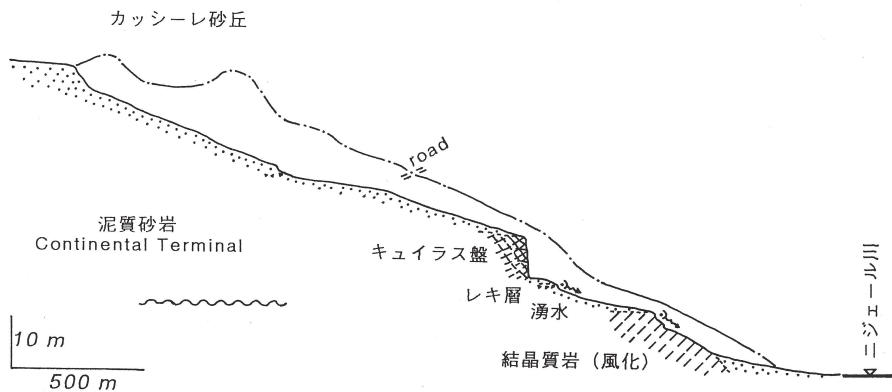 カッシーレ砂丘
road
泥質砂岩
Continental Terminal
キュイラス盤
レキ層
湧水
結晶質岩（風化）
ニジェール川
10 m
500 m